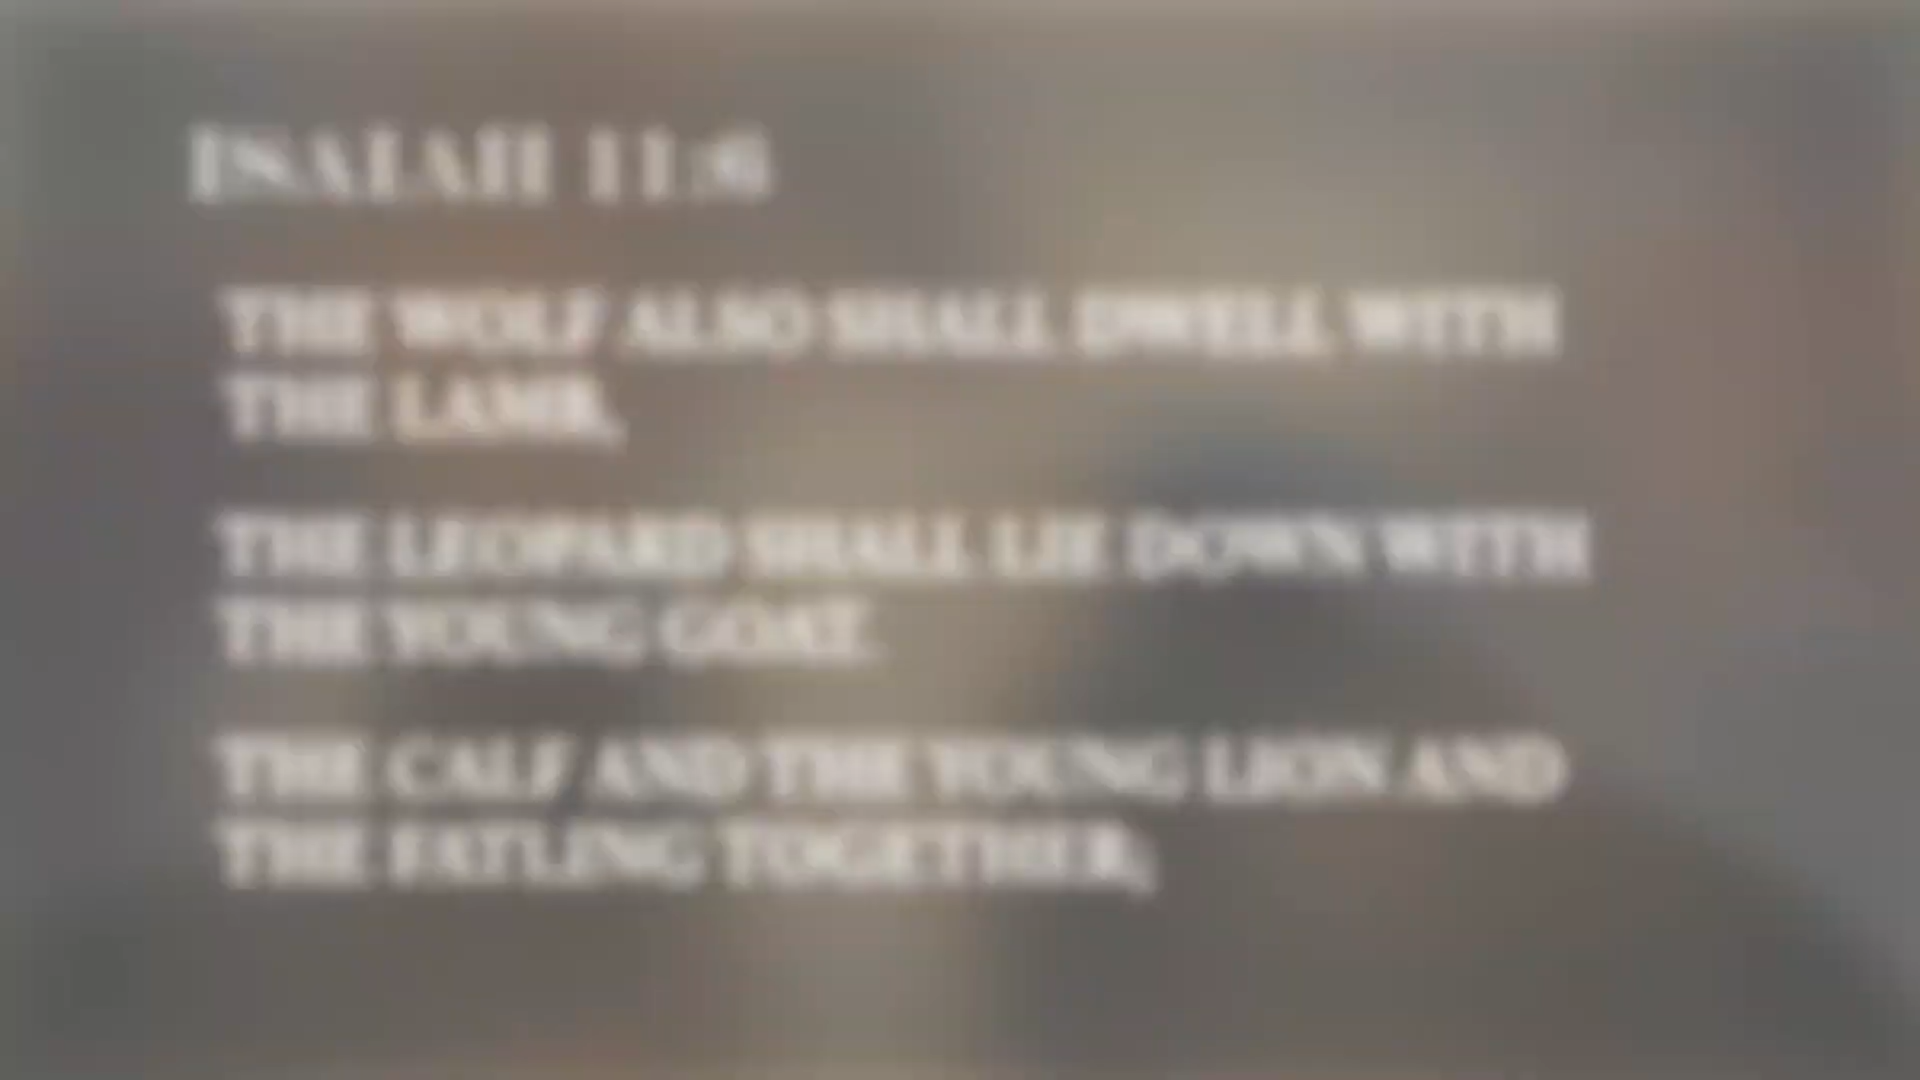 ISAIAH 11:6
THE WOLF ALSO SHALL DWELL WITH
THE LAMB,
THE LEOPARD SHALL LIE DOWN WITH
THE YOUNG GOAT.
THE CALF AND THE YOUNG LION AND
THE FATLING TOGETHER;